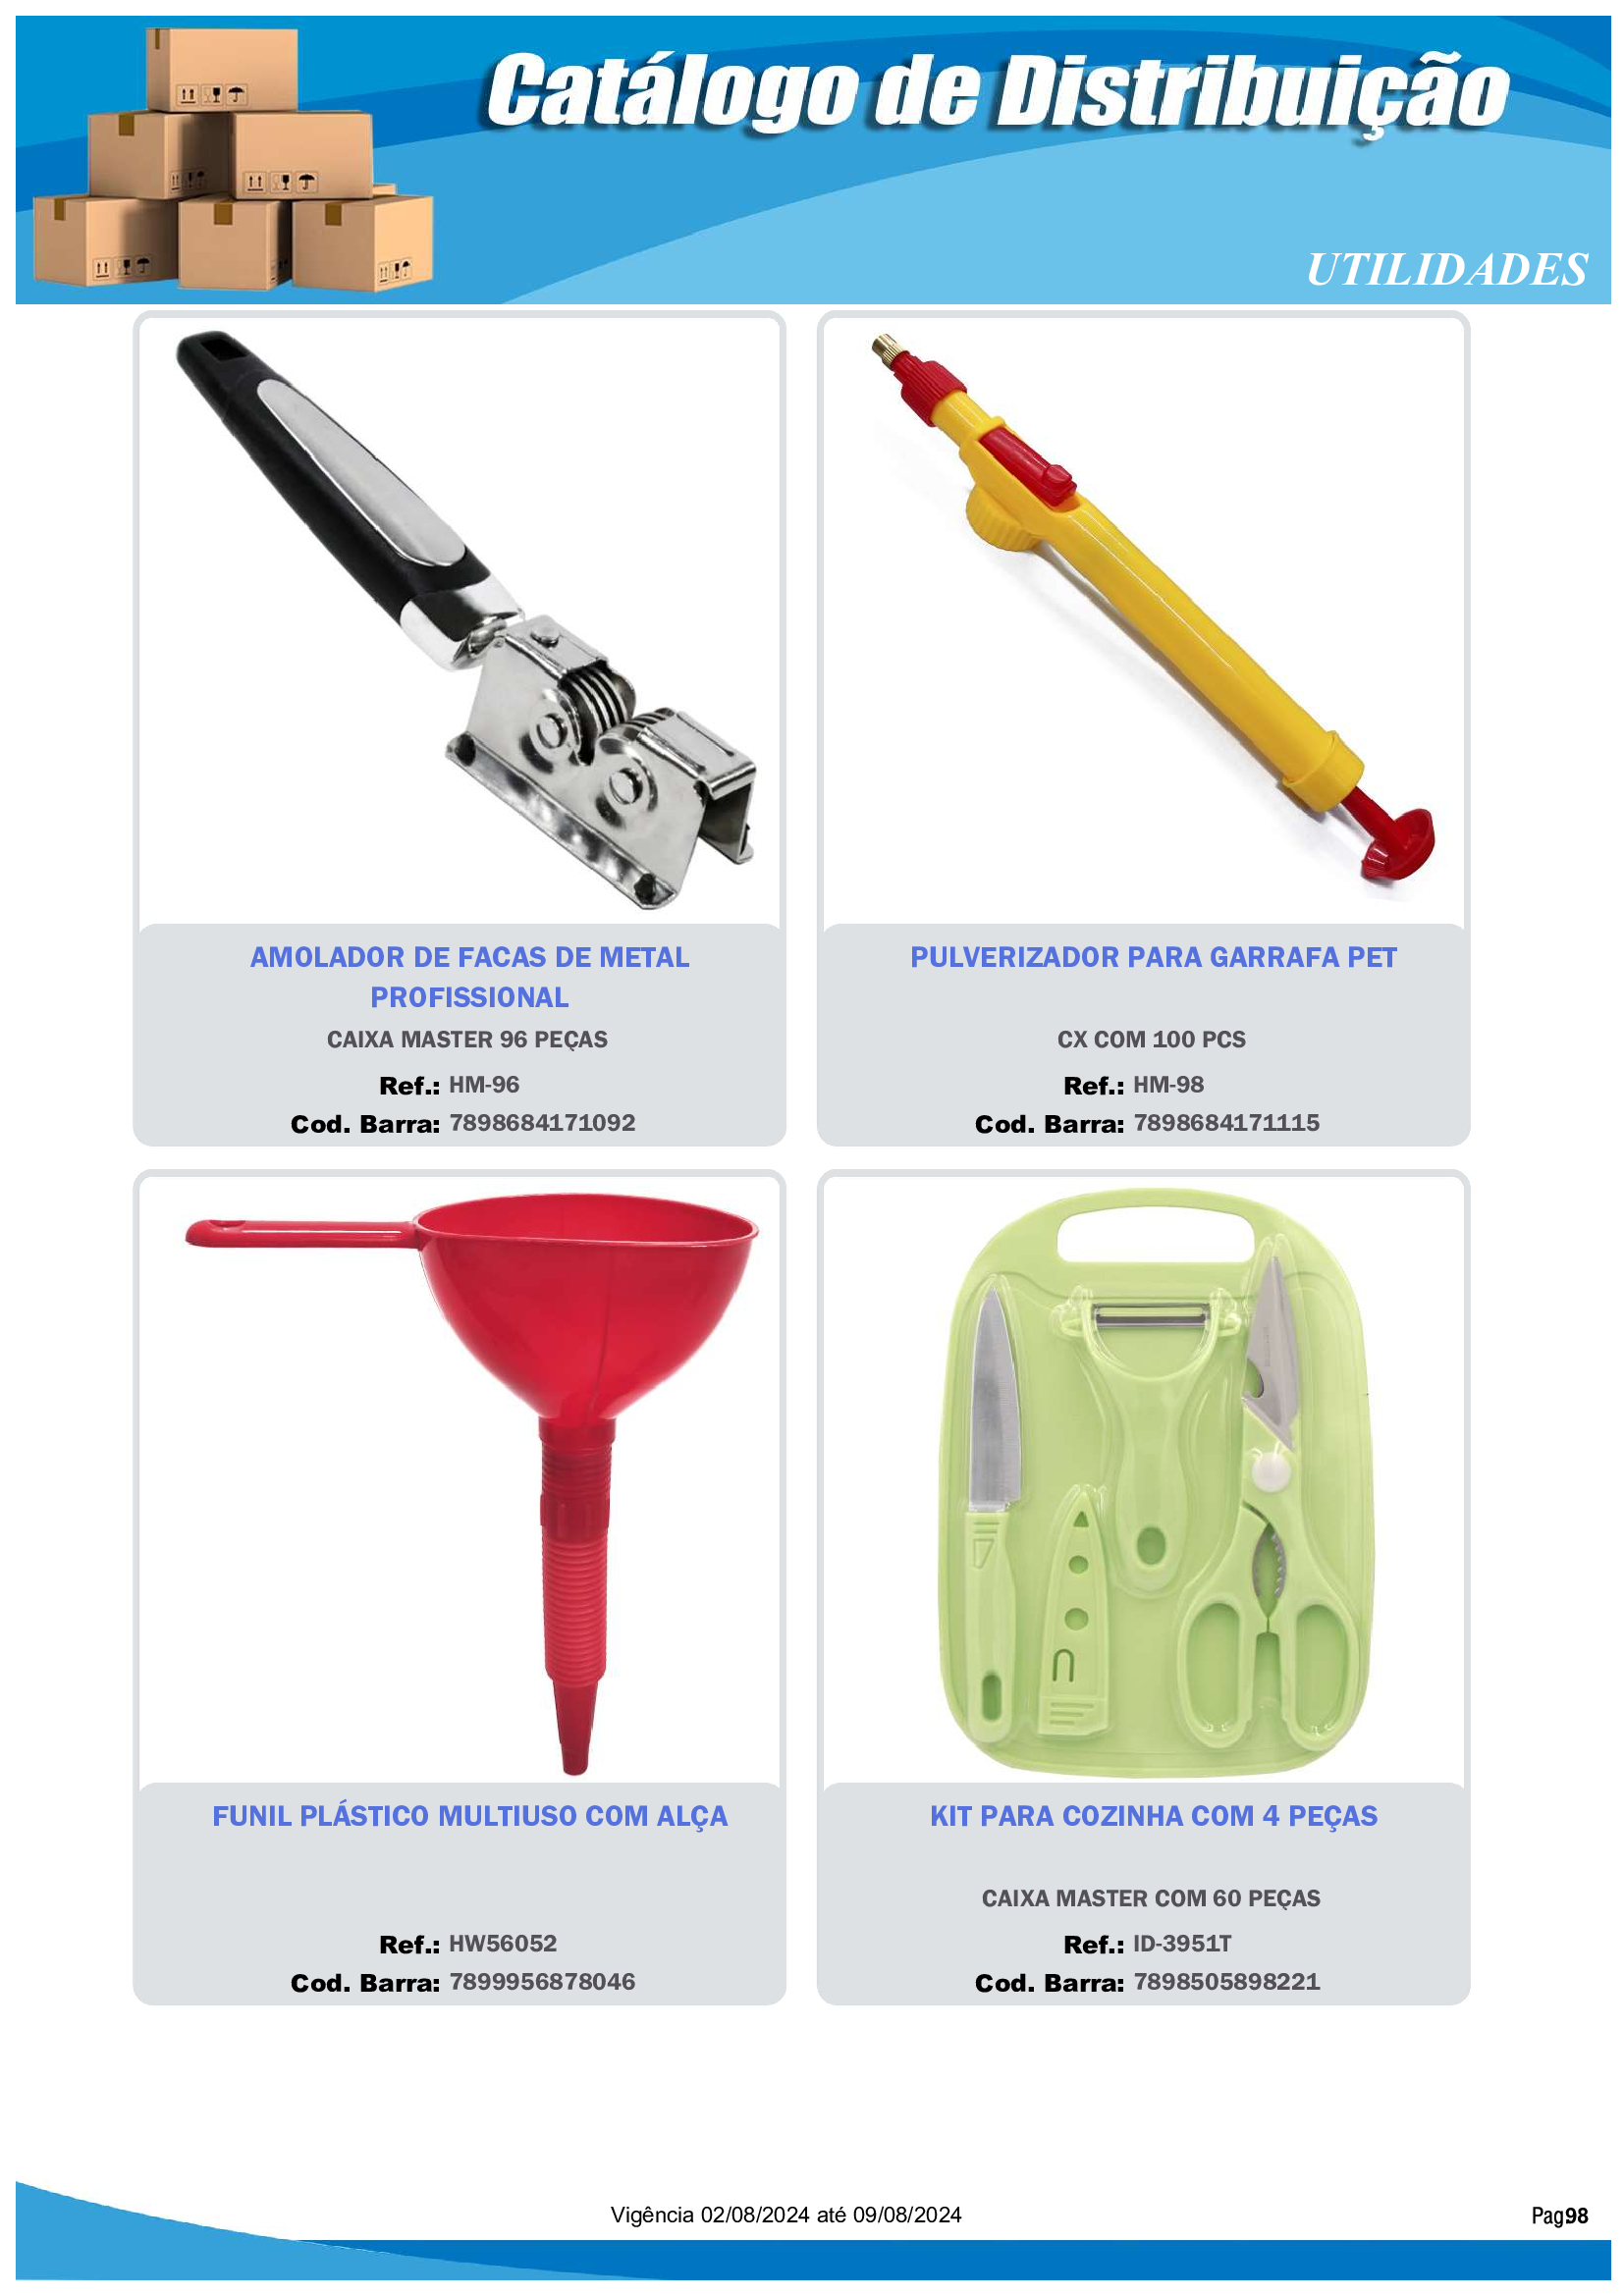 Catálogo de Distribuição
UTILIDADES
AMOLADOR DE FACAS DE METAL
PROFISSIONAL
CAIXA MASTER 96 PEÇAS
Ref.: HM-96
Cod. Barra: 7898684171092
PULVERIZADOR PARA GARRAFA PET
CX COM 100 PCS
Ref.: HM-98
Cod. Barra: 7898684171115
FUNIL PLÁSTICO MULTIUSO COM ALÇA
Ref.: HW56052
Cod. Barra: 7899956878046
KIT PARA COZINHA COM 4 PEÇAS
CAIXA MASTER COM 60 PEÇAS
Ref.: ID-3951T
Cod. Barra: 7898505898221
Vigência 02/08/2024 até 09/08/2024
Pag98